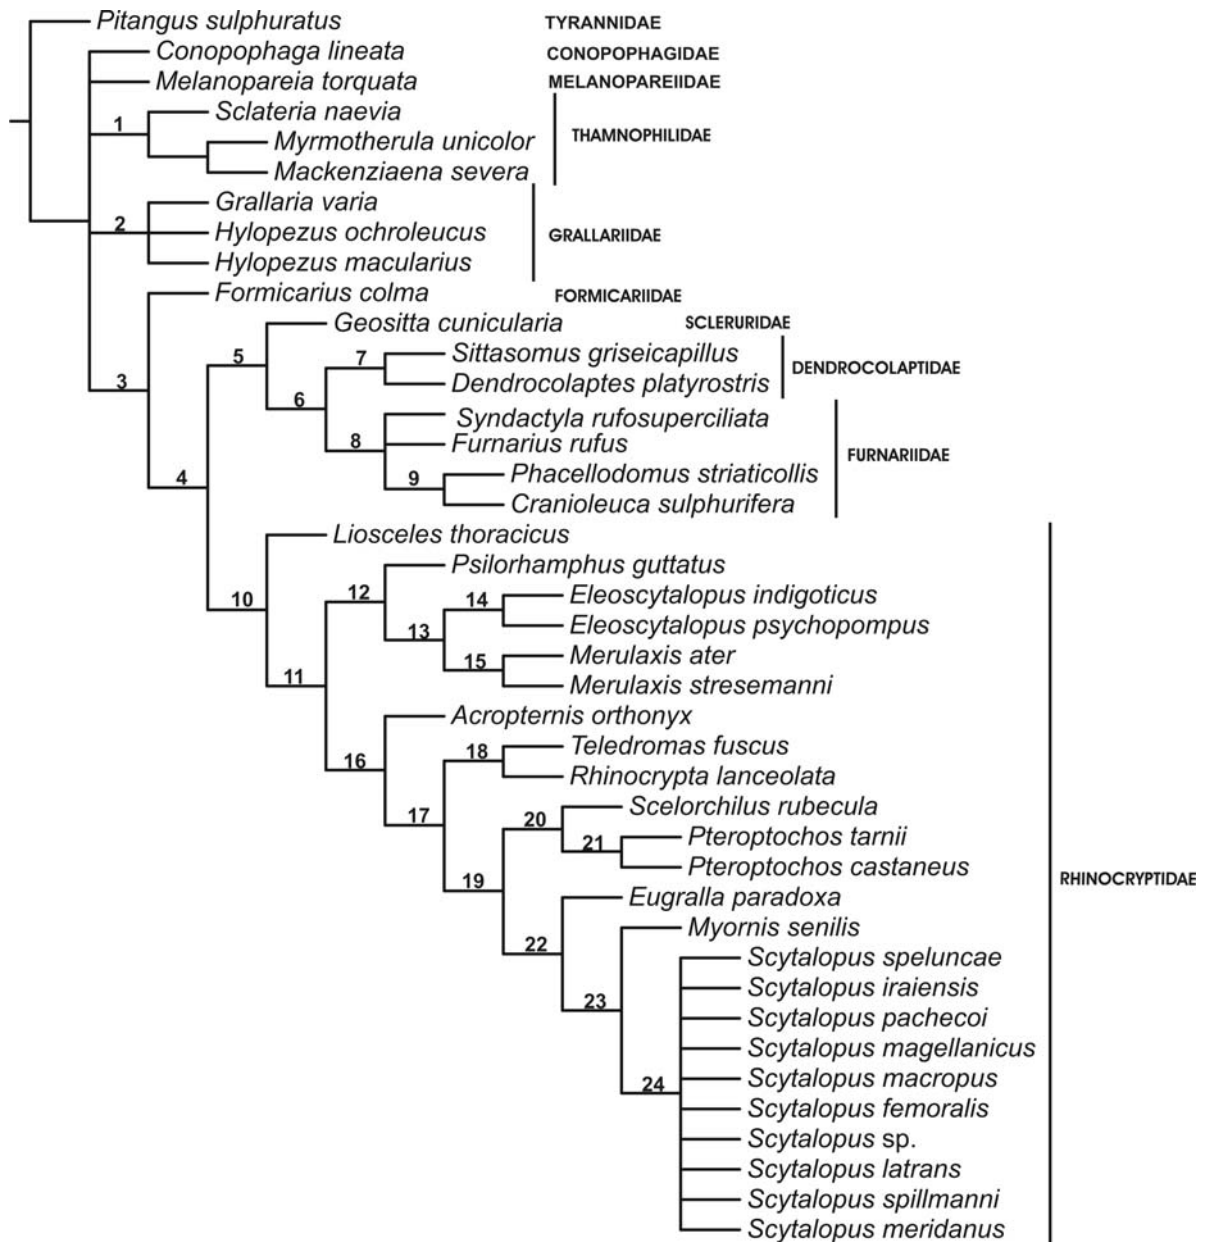 Pitangus sulphuratus TYRANNIDAE
Conopophaga lineata CONOPOPHAGIDAE
Melanopareia torquata MELANOPAREIIDAE
Sclateria naevia
1 THAMNOPHILIDAE
Myrmotherula unicolor
Mackenziaena severa
Grallaria varia
2 Hylopezus ochroleucus GRALLARIIDAE
Hylopezus macularius
Formicarius colma FORMICARIIDAE
Geositta cunicularia SCLERURIDAE
5 7 Sittasomus griseicapillus
DENDROCOLAPTIDAE
3 Dendrocolaptes platyrostris
6
Syndactyla rufosuperciliata
8 Furnarius rufus FURNARIIDAE
4 9 Phacellodomus striaticollis
Cranioleuca sulphurifera
Liosceles thoracicus
Psilorhamphus guttatus
10 12 14 Eleoscytalopus indigoticus
13 Eleoscytalopus psychopompus
15 Merulaxis ater
11 Merulaxis stresemanni
Acropternis orthonyx
16 18 Teledromas fuscus
Rhinocrypta lanceolata
17 20 Scelorchilus rubecula
21 Pteroptochos tarnii
Pteroptochos castaneus
19 RHINOCRYPTIDAE
Eugralla paradoxa
22 Myornis senilis
Scytalopus speluncae
Scytalopus iraiensis
23
Scytalopus pachecoi
Scytalopus magellanicus
24 Scytalopus macropus
Scytalopus femoralis
Scytalopus sp.
Scytalopus latrans
Scytalopus spillmanni
Scytalopus meridanus